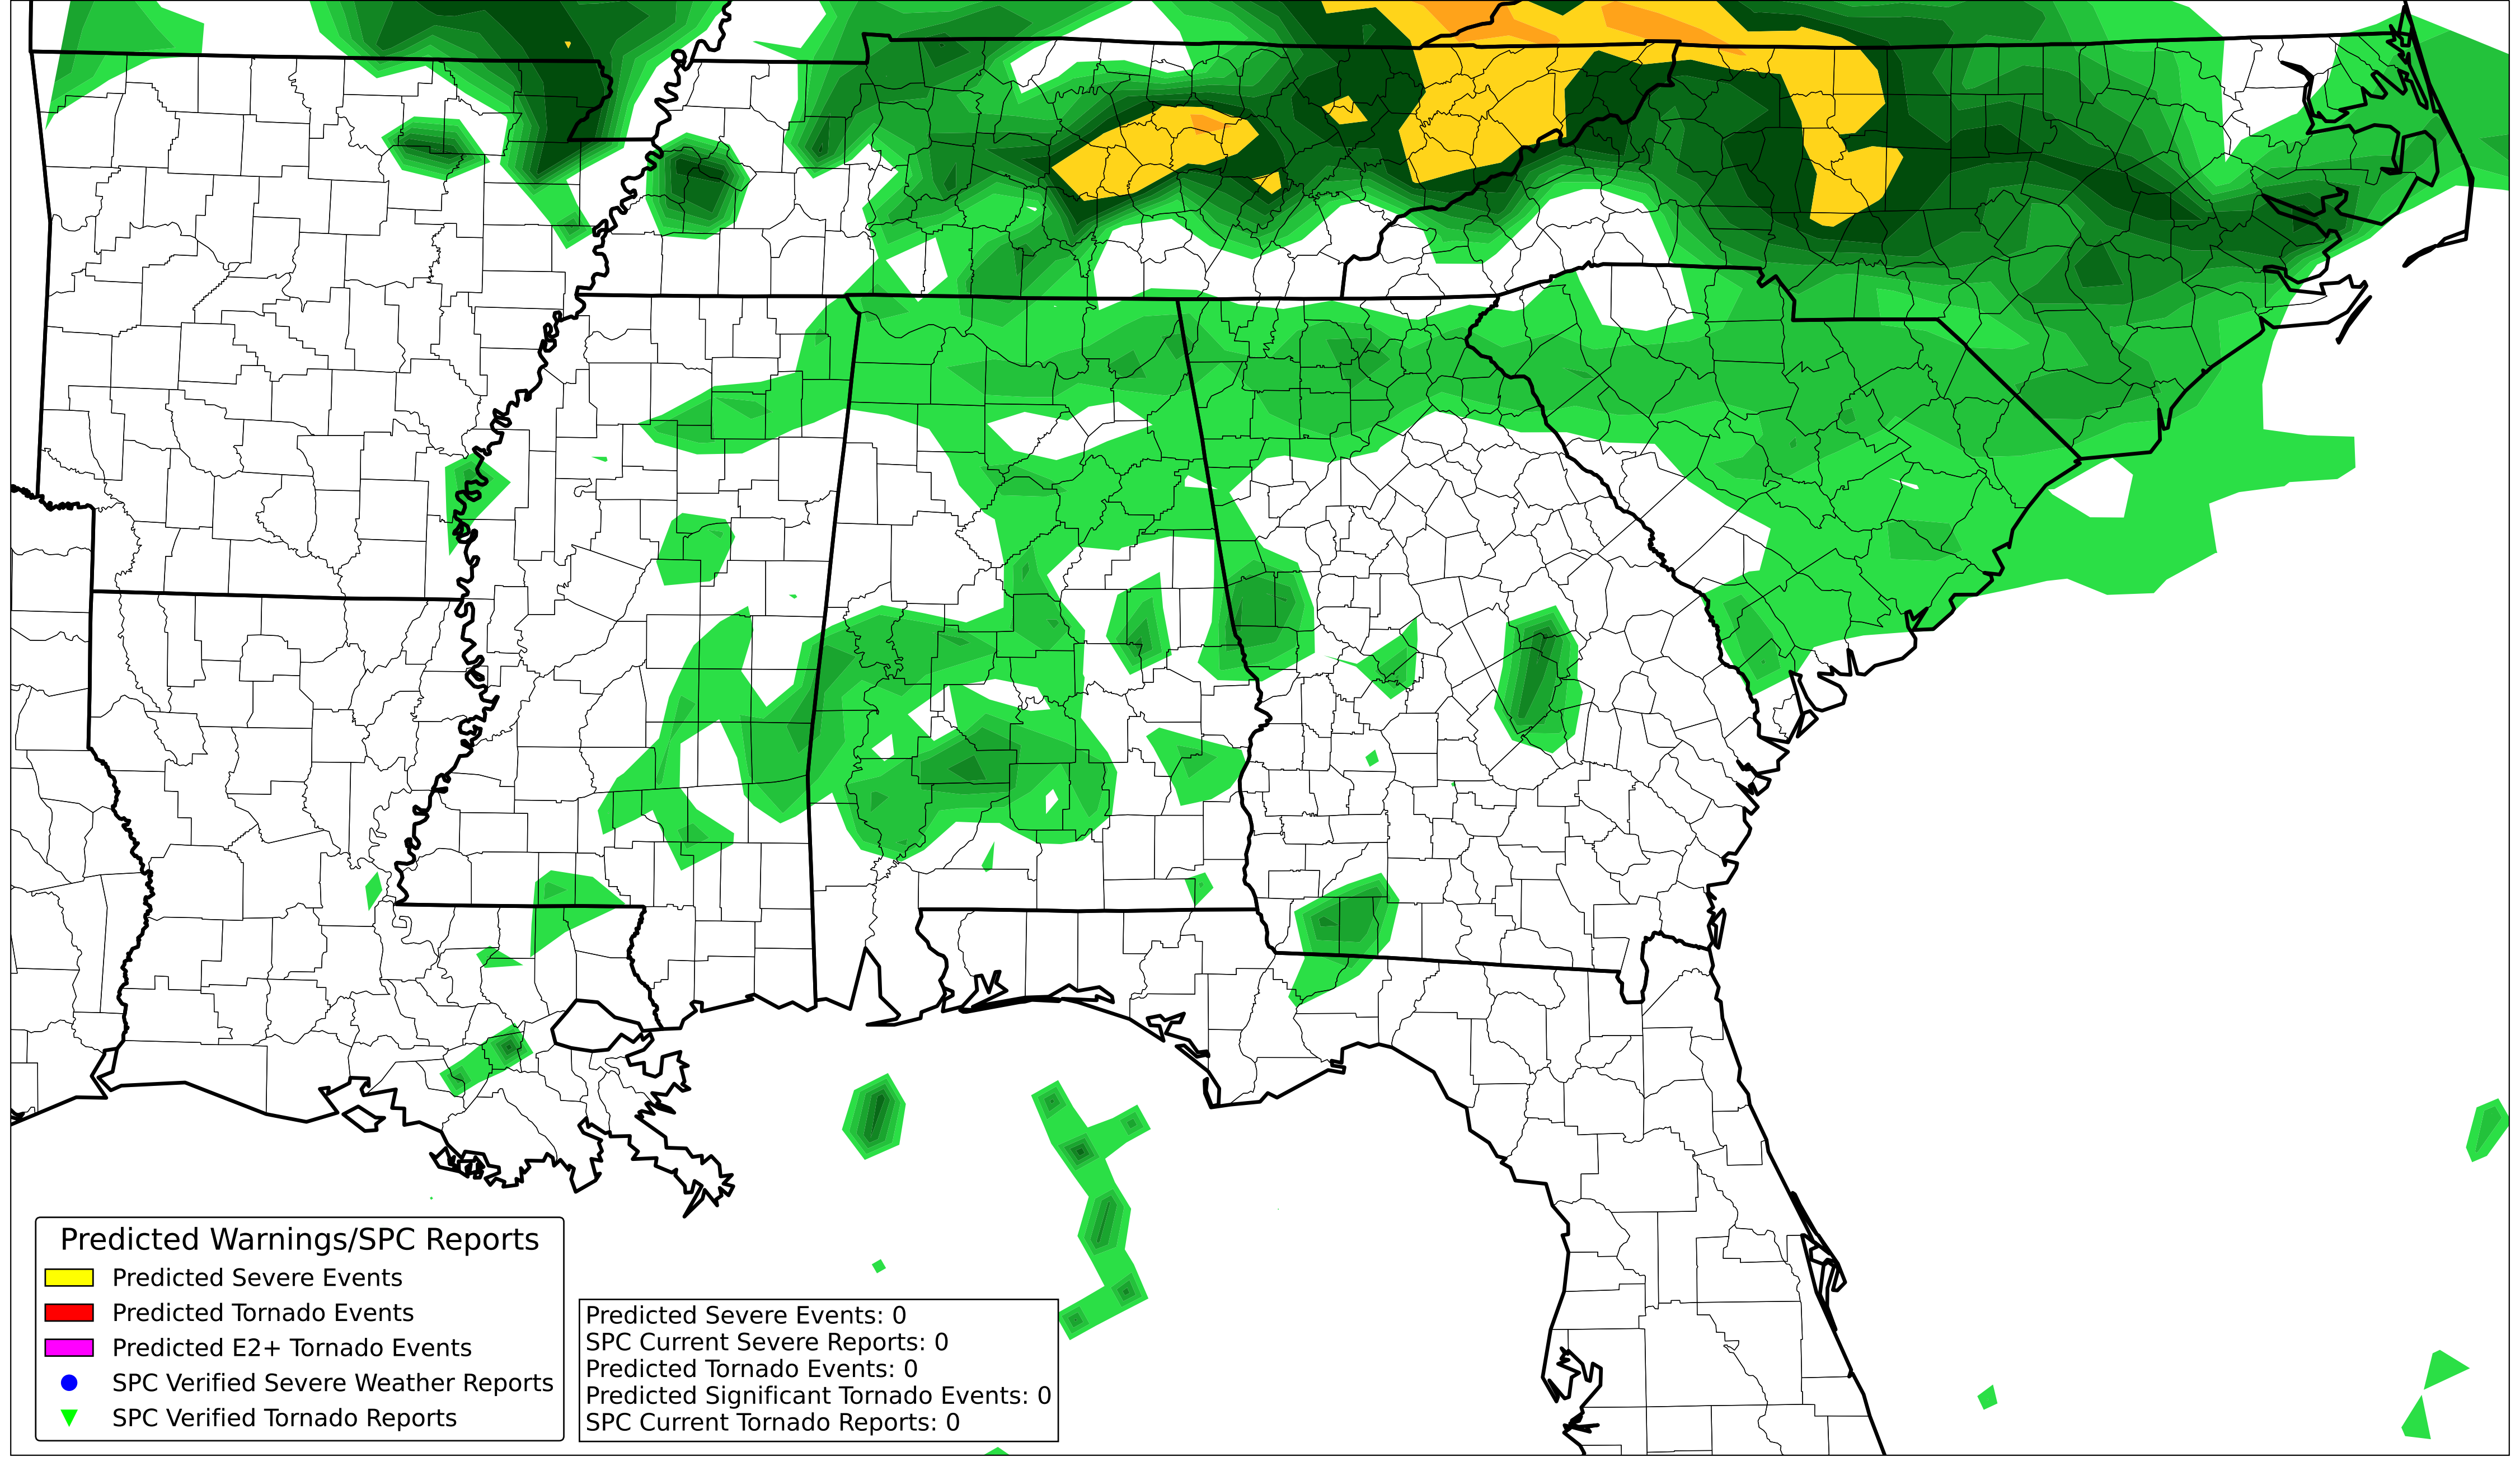 Predicted Warnings/SPC Reports
Predicted Severe Events
Predicted Tornado Events
Predicted E2+ Tornado Events
SPC Verified Severe Weather Reports
SPC Verified Tornado Reports
Predicted Severe Events: 0
SPC Current Severe Reports: 0
Predicted Tornado Events: 0
Predicted Significant Tornado Events: 0
SPC Current Tornado Reports: 0